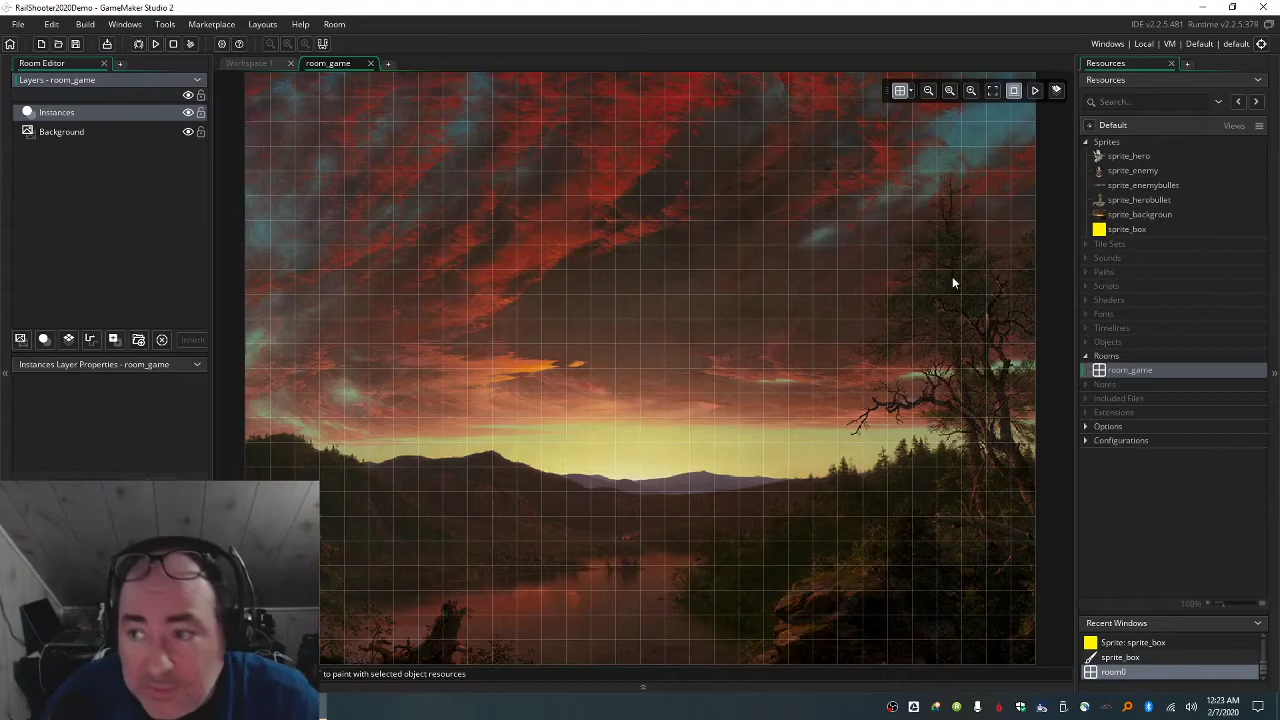 RailShooter2020Demo - GameMaker Studio 2
File Edit Build Windows Tools Marketplace Layouts Help Room
IDE v2.2.5.481 Runtime v2.2.5.378
Windows | Local | VM | Default | default
Room Editor
Workspace 1
room_game
Resources
Layers - room_game
Resources
Search...
Instances
Default
Views
Background
Sprites
sprite_hero
sprite_enemy
sprite_enemybullet
sprite_herobullet
sprite_backgroun
sprite_box
Tile Sets
Sounds
Paths
Scripts
Shaders
Fonts
Timelines
Inherit
Objects
Rooms
Instances Layer Properties - room_game
room_game
Notes
Included Files
Extensions
Options
Configurations
100%
Recent Windows
Sprite: sprite_box
sprite_box
to paint with selected object resources
room0
12:23 AM
2/7/2020